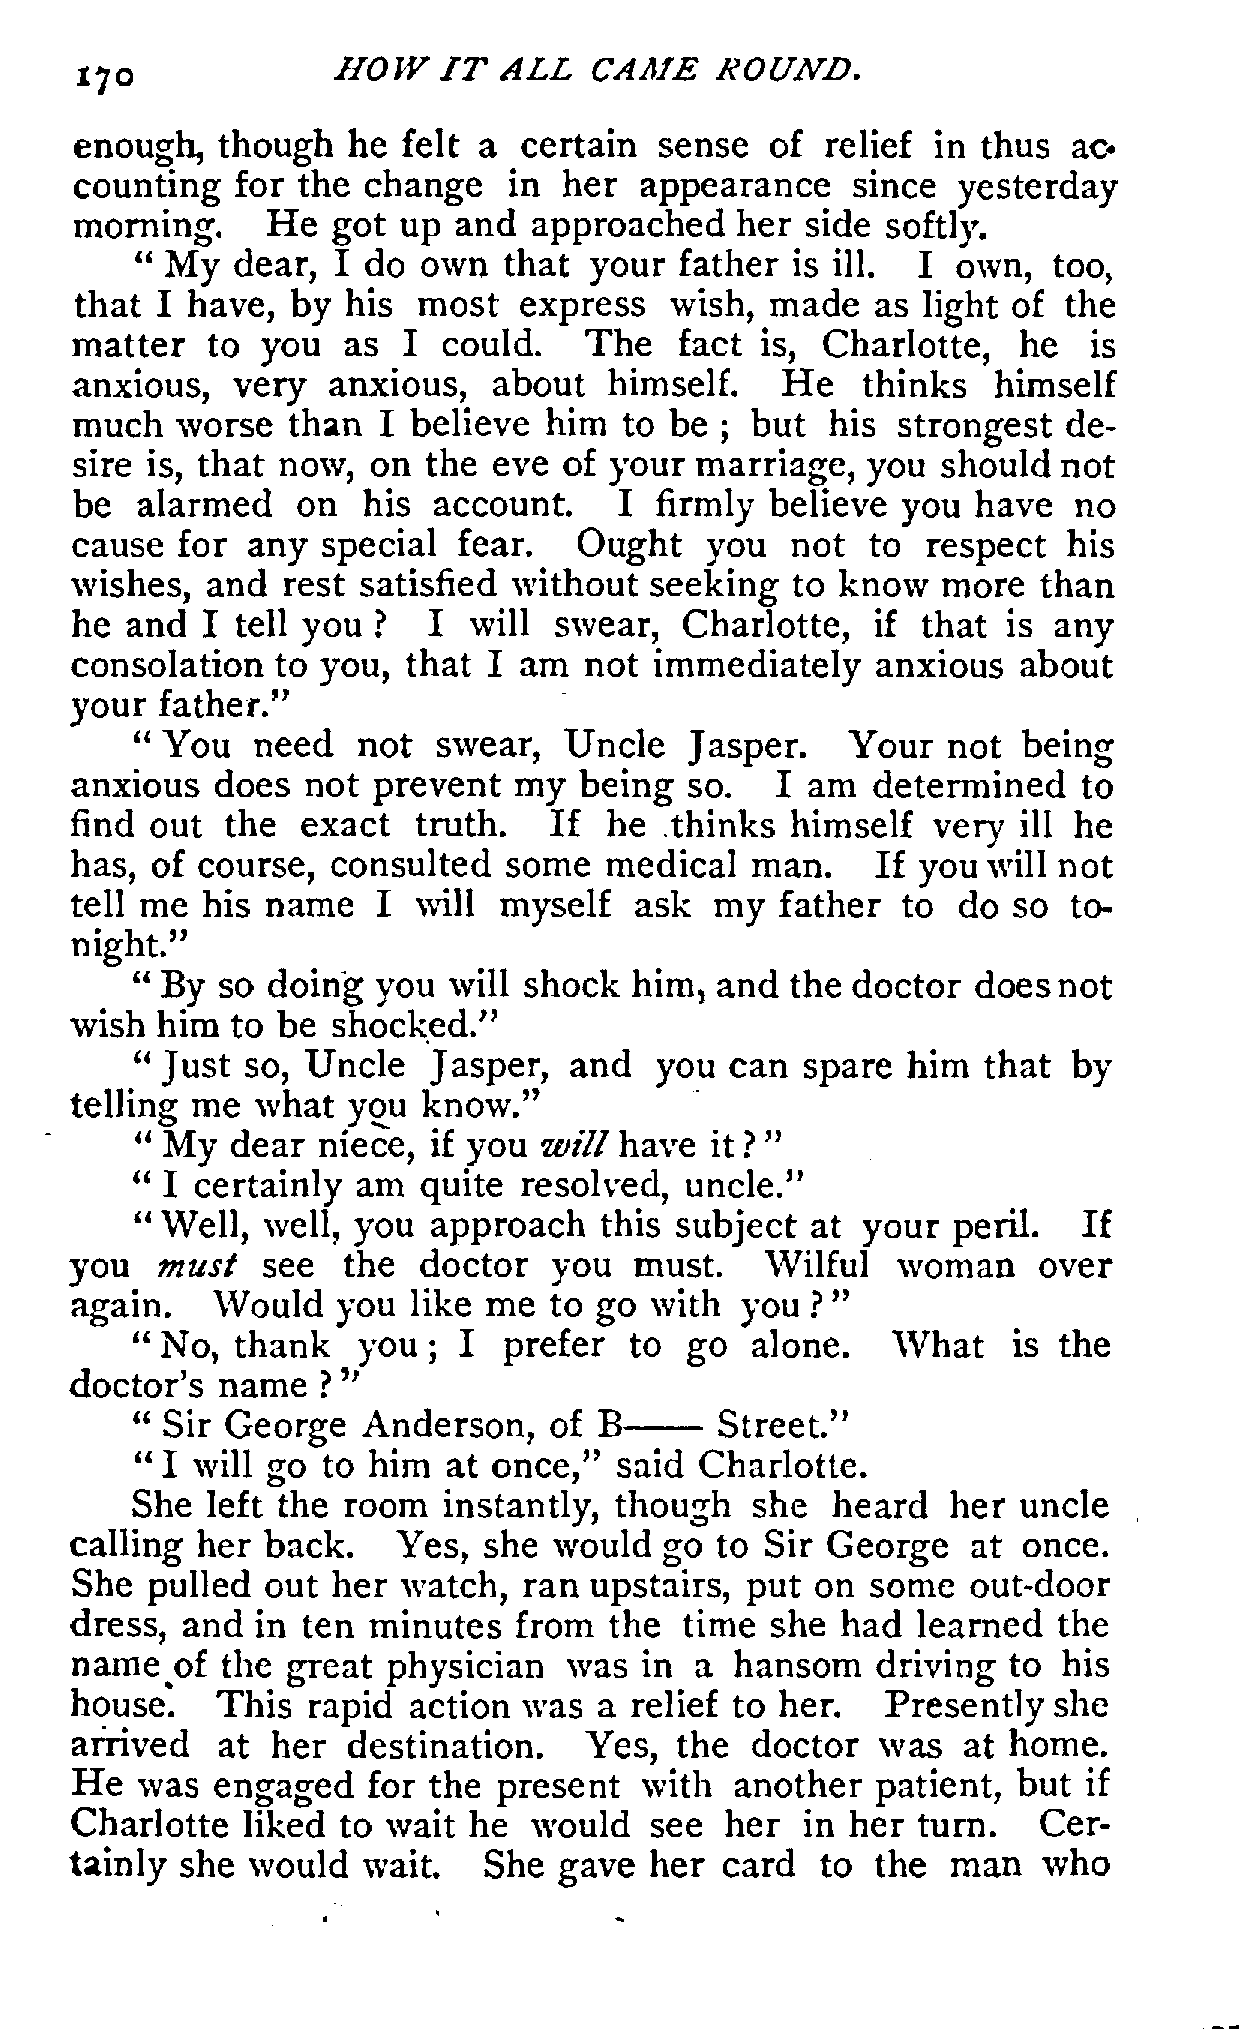 170 HOW IT ALL CAME ROUND.
enough, though he felt a certain sense of relief in thus ac-
counting for the change in her appearance since yesterday
morning. He got up and approached her side softly.
“ My dear, I do own that your father is ill. I own, too,
that I have, by his most express wish, made as light of the
matter to you as I could. The fact is, Charlotte, he is
anxious, very anxious, about himself. He thinks himself
much worse than I believe him to be ; but his strongest de-
sire is, that now, on the eve of your marriage, you should not
be alarmed on his account. I firmly believe you have no
cause for any special fear. Ought you not to respect his
wishes, and rest satisfied without seeking to know more than
he and I tell you ? I will swear, Charlotte, if that is any
consolation to you, that I am not immediately anxious about
your father.”
“ You need not swear, Uncle Jasper. Your not being
anxious does not prevent my being so. I am determined to
find out the exact truth. If he thinks himself very ill he
has, of course, consulted some medical man. If you will not
tell me his name I will myself ask my father to do so to-
night.”
“ By so doing you will shock him, and the doctor does not
wish him to be shocked.”
“ Just so, Uncle Jasper, and you can spare him that by
telling me what you know.”
“ My dear niece, if you will have it ? ”
“ I certainly am quite resolved, uncle.”
“ Well, well, you approach this subject at your peril. If
you must see the doctor you must. Wilful woman over
again. Would you like me to go with you ? ”
“ No, thank you ; I prefer to go alone. What is the
doctor's name ? ”
“ Sir George Anderson, of B—— Street.”
“ I will go to him at once,” said Charlotte.
She left the room instantly, though she heard her uncle
calling her back. Yes, she would go to Sir George at once.
She pulled out her watch, ran upstairs, put on some out-door
dress, and in ten minutes from the time she had learned the
name of the great physician was in a hansom driving to his
house. This rapid action was a relief to her. Presently she
arrived at her destination. Yes, the doctor was at home.
He was engaged for the present with another patient, but if
Charlotte liked to wait he would see her in her turn. Cer-
tainly she would wait. She gave her card to the man who